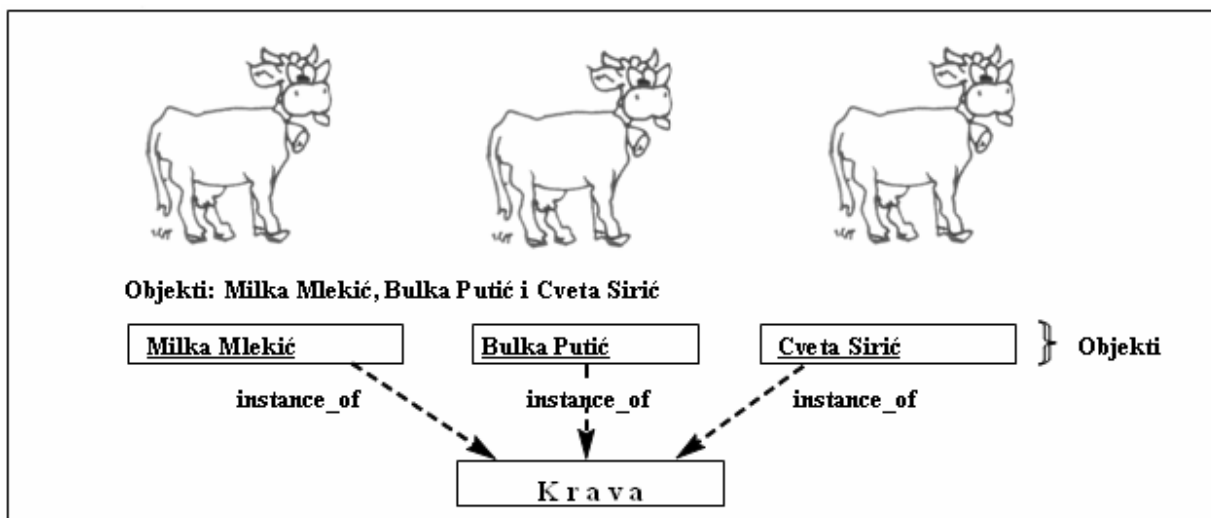 Objekti: Milka Mlekić, Bulka Putić i Cveta Sirić
Milka Mlekić Bulka Putić Cveta Sirić Objekti
instance_of instance_of instance_of
Krava